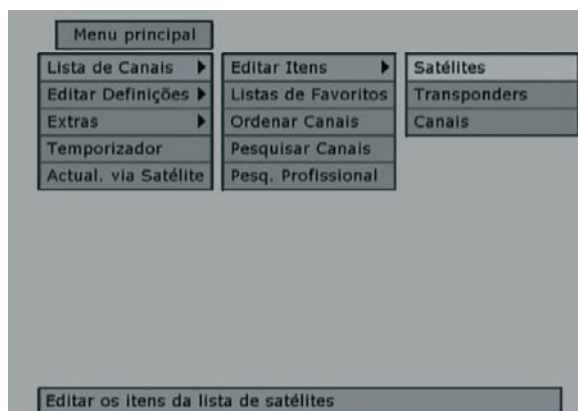 Menu principal
Lista de Canais
Editar Definições
Extras
Temporizador
Actual. via Satélite
Editar Itens
Listas de Favoritos
Ordenar Canais
Pesquisar Canais
Pesq. Profissional
Satélites
Transponders
Canais
Editar os itens da lista de satélites